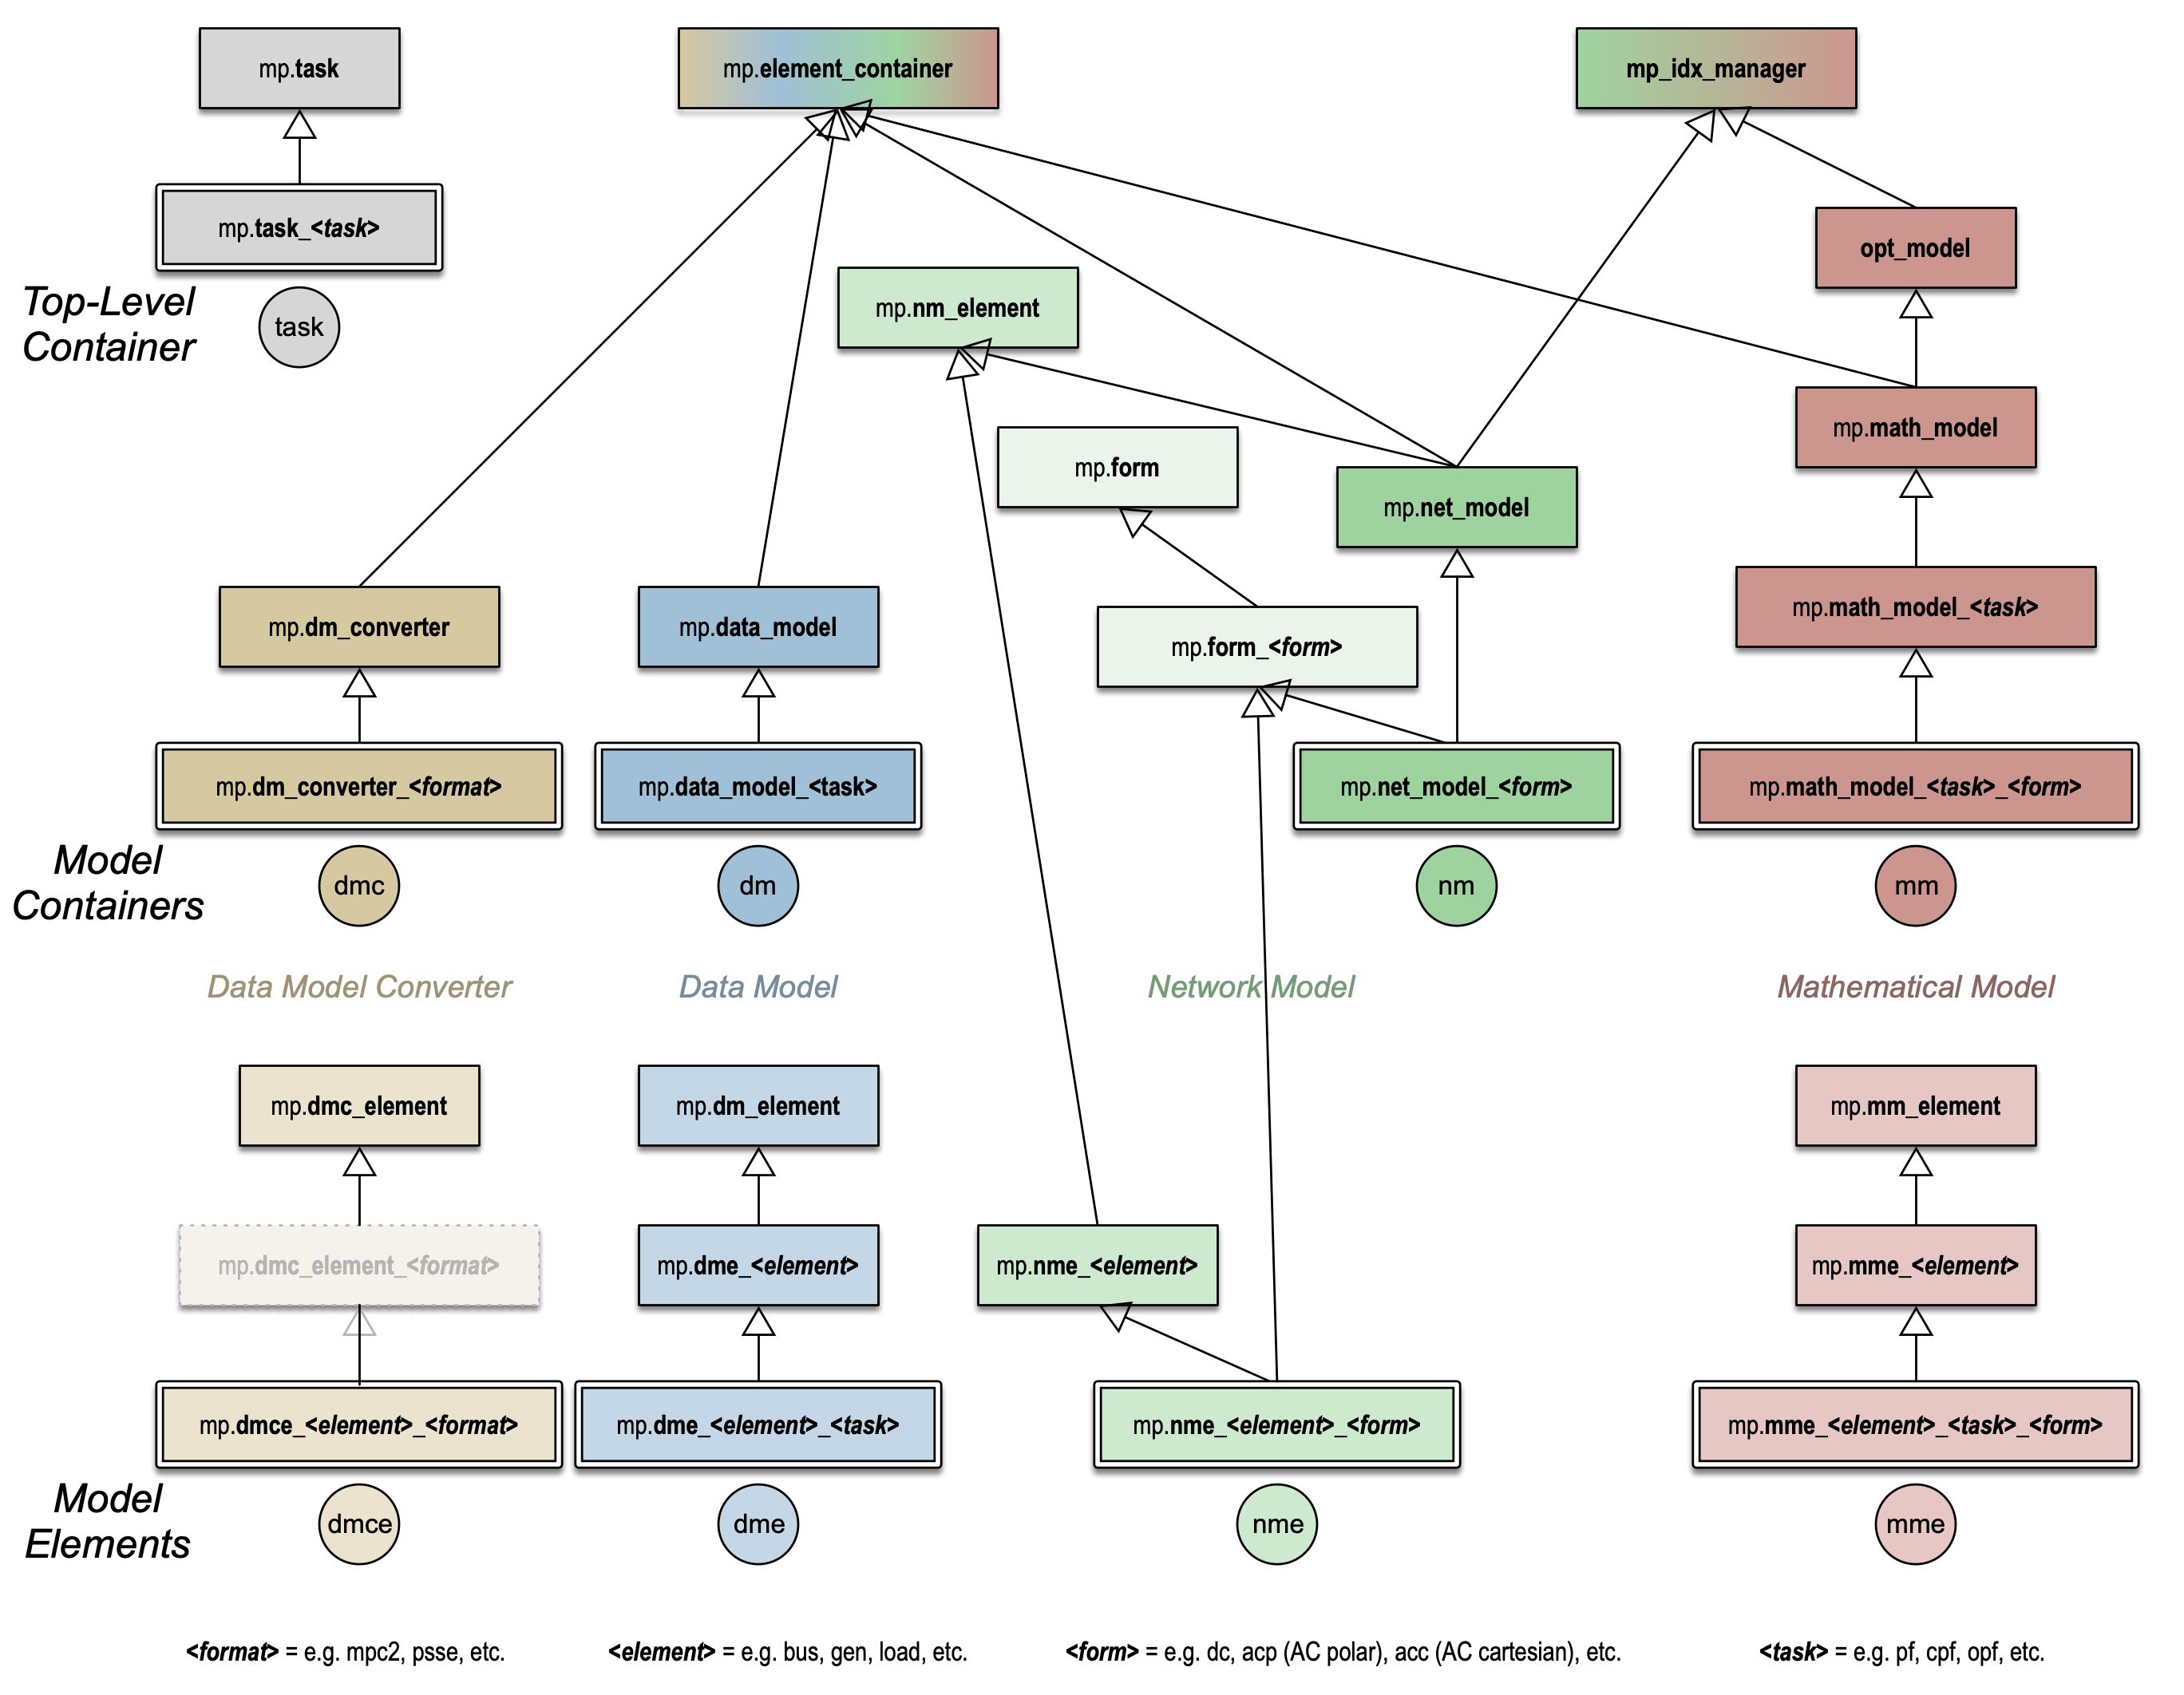 mp.task
mp.element_container
mp_idx_manager
mp.task_<task>
opt_model
Top-Level
Container
task
mp.nm_element
mp.math_model
mp.form
mp.net_model
mp.dm_converter
mp.data_model
mp.form_<form>
mp.math_model_<task>
mp.dm_converter_<format>
mp.data_model_<task>
mp.net_model_<form>
mp.math_model_<task>_<form>
Model
Containers
dmc
dm
nm
mm
Data Model Converter
Data Model
Network Model
Mathematical Model
mp.dmc_element
mp.dm_element
mp.mm_element
mp.dmc_element_<format>
mp.dme_<element>
mp.nme_<element>
mp.mme_<element>
mp.dmce_<element>_<format>
mp.dme_<element>_<task>
mp.nme_<element>_<form>
mp.mme_<element>_<task>_<form>
Model
Elements
dmce
dme
nme
mme
<format> = e.g. mpc2, psse, etc.
<element> = e.g. bus, gen, load, etc.
<form> = e.g. dc, acp (AC polar), acc (AC cartesian), etc.
<task> = e.g. pf, cpf, opf, etc.